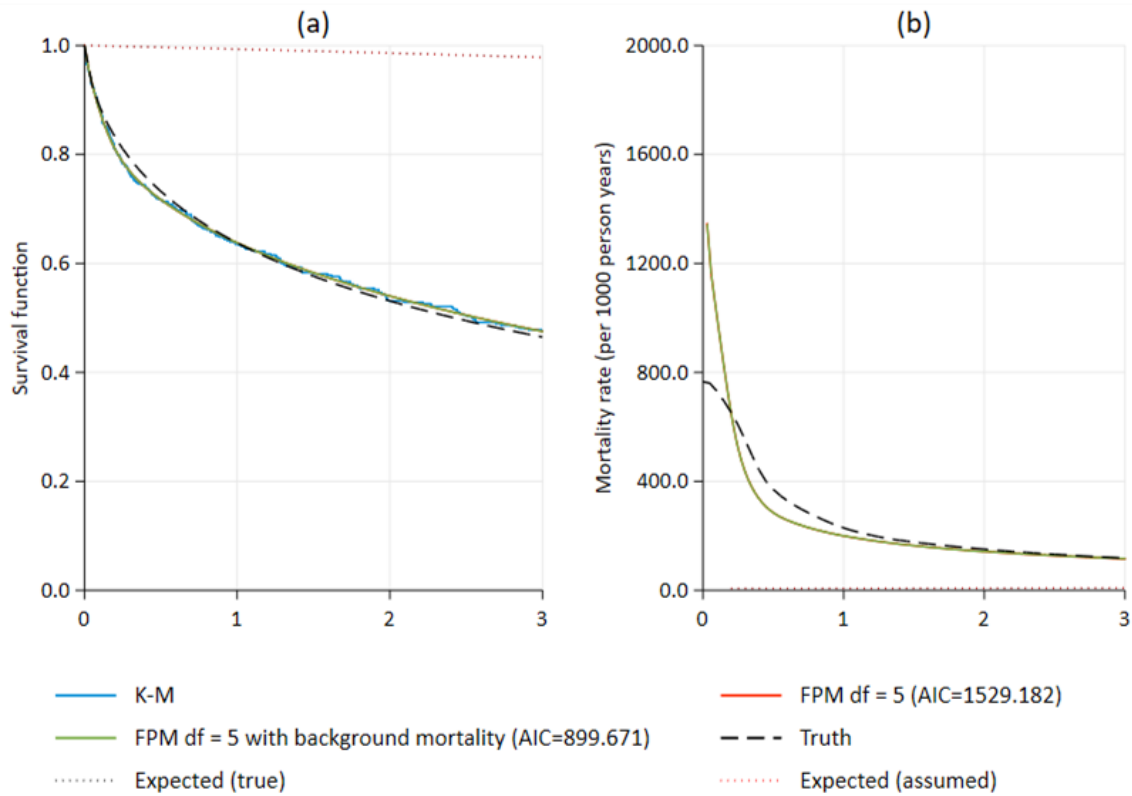 (a)
1.0
0.8
0.6
0.4
0.2
0.0
Survival function
0
1
2
3
(b)
2000.0
1600.0
1200.0
800.0
400.0
0.0
Mortality rate (per 1000 person years)
0
1
2
3
K-M
FPM df = 5 (AIC=1529.182)
FPM df = 5 with background mortality (AIC=899.671)
Truth
Expected (true)
Expected (assumed)